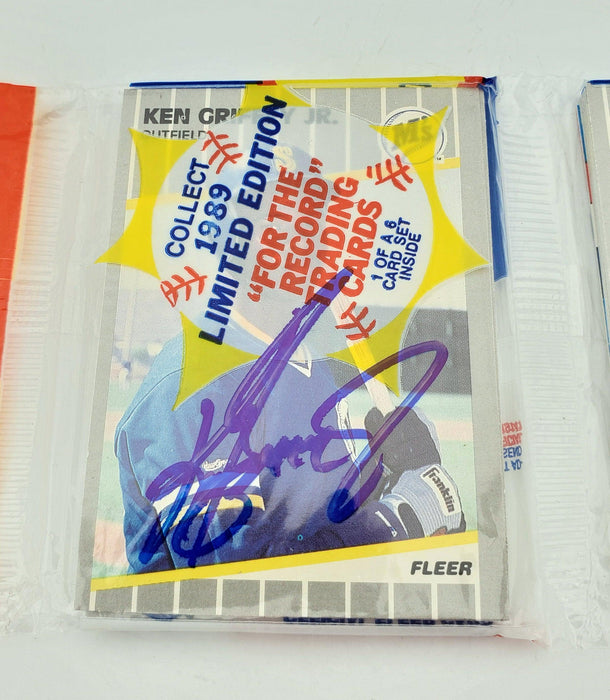 KEN GRIFFEY JR.
OUTFIELD
M's
COLLECT
1989
LIMITED EDITION
"FOR THE
RECORD"
TRADING
CARDS
1 OF A 6
CARD SET
INSIDE
Franklin
FLEER